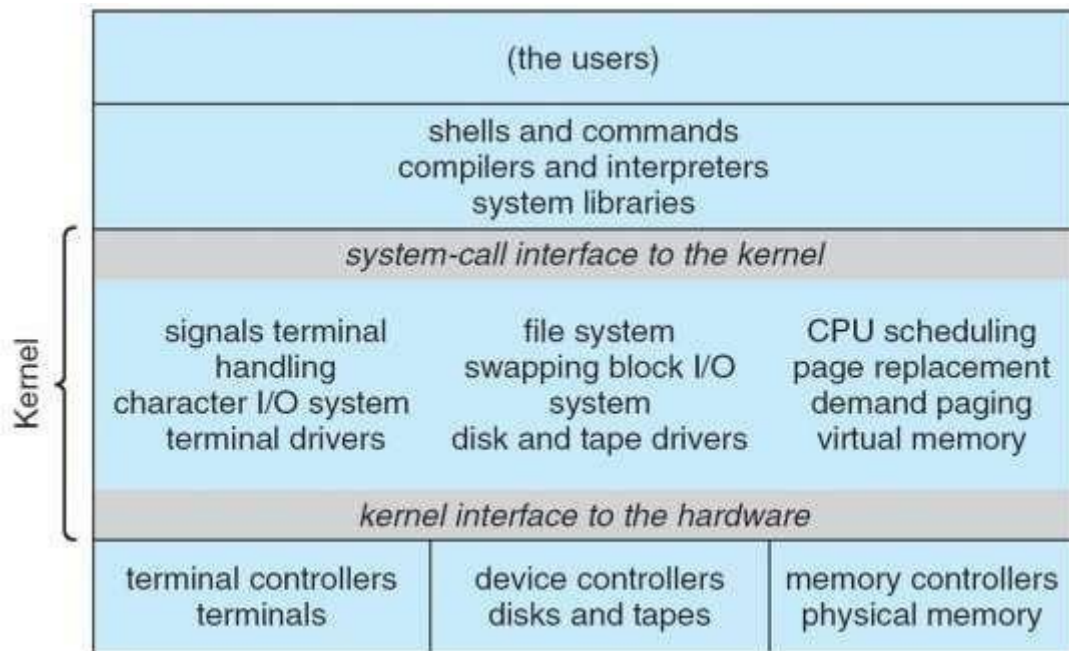 (the users)
shells and commands
compilers and interpreters
system libraries
system-call interface to the kernel
Kernel
signals terminal
handling
character I/O system
terminal drivers
file system
swapping block I/O
system
disk and tape drivers
CPU scheduling
page replacement
demand paging
virtual memory
kernel interface to the hardware
terminal controllers
terminals
device controllers
disks and tapes
memory controllers
physical memory